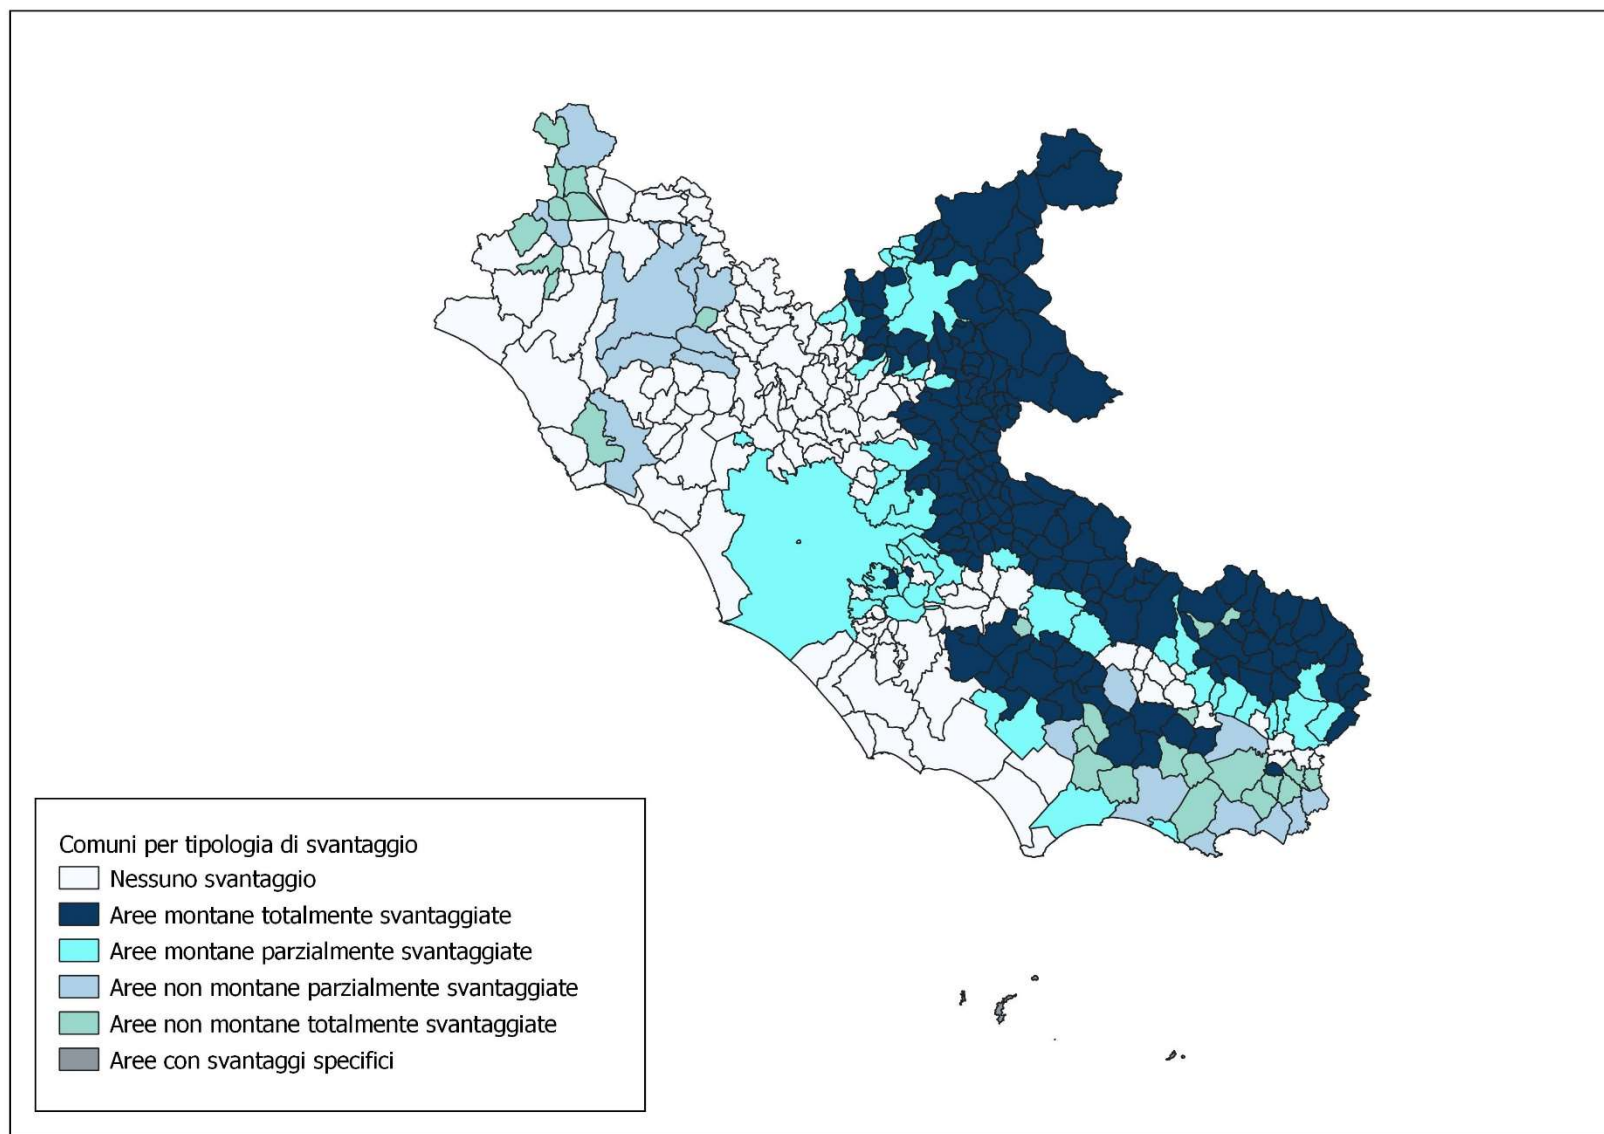 Comuni per tipologia di svantaggio
Nessuno svantaggio
Aree montane totalmente svantaggiate
Aree montane parzialmente svantaggiate
Aree non montane parzialmente svantaggiate
Aree non montane totalmente svantaggiate
Aree con svantaggi specifici